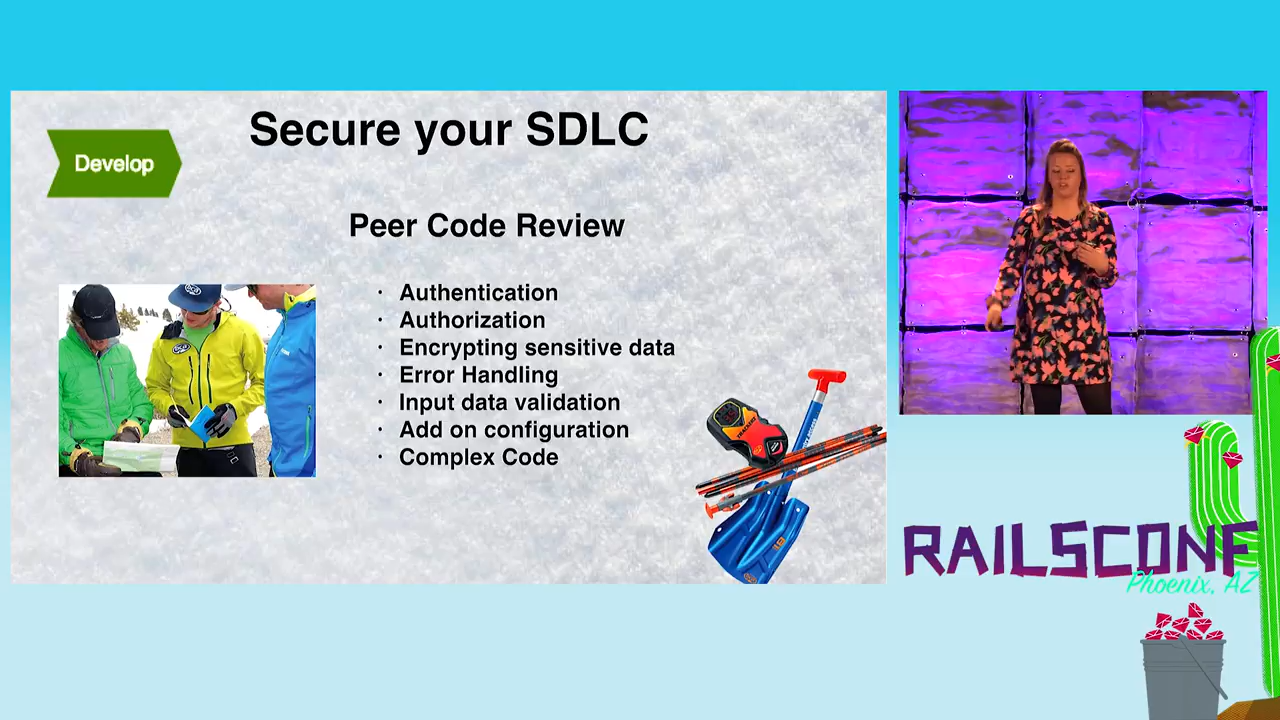 Secure your SDLC
Develop
Peer Code Review
· Authentication
· Authorization
· Encrypting sensitive data
· Error Handling
· Input data validation
· Add on configuration
· Complex Code
RAILSCONF
Phoenix, AZ